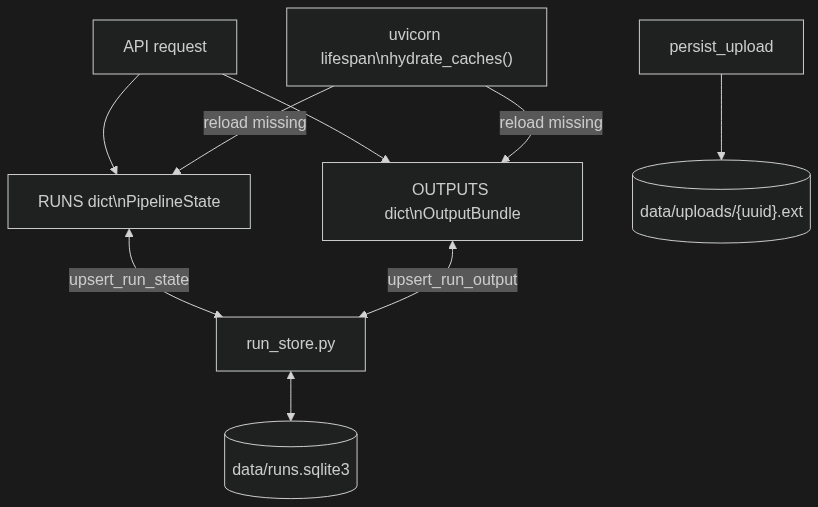 API request
uvicorn
lifespan\nhydrate_caches()
persist_upload
reload missing
reload missing
RUNS dict\nPipelineState
OUTPUTS
dict\nOutputBundle
data/uploads/{uuid}.ext
upsert_run_state
upsert_run_output
run_store.py
data/runs.sqlite3